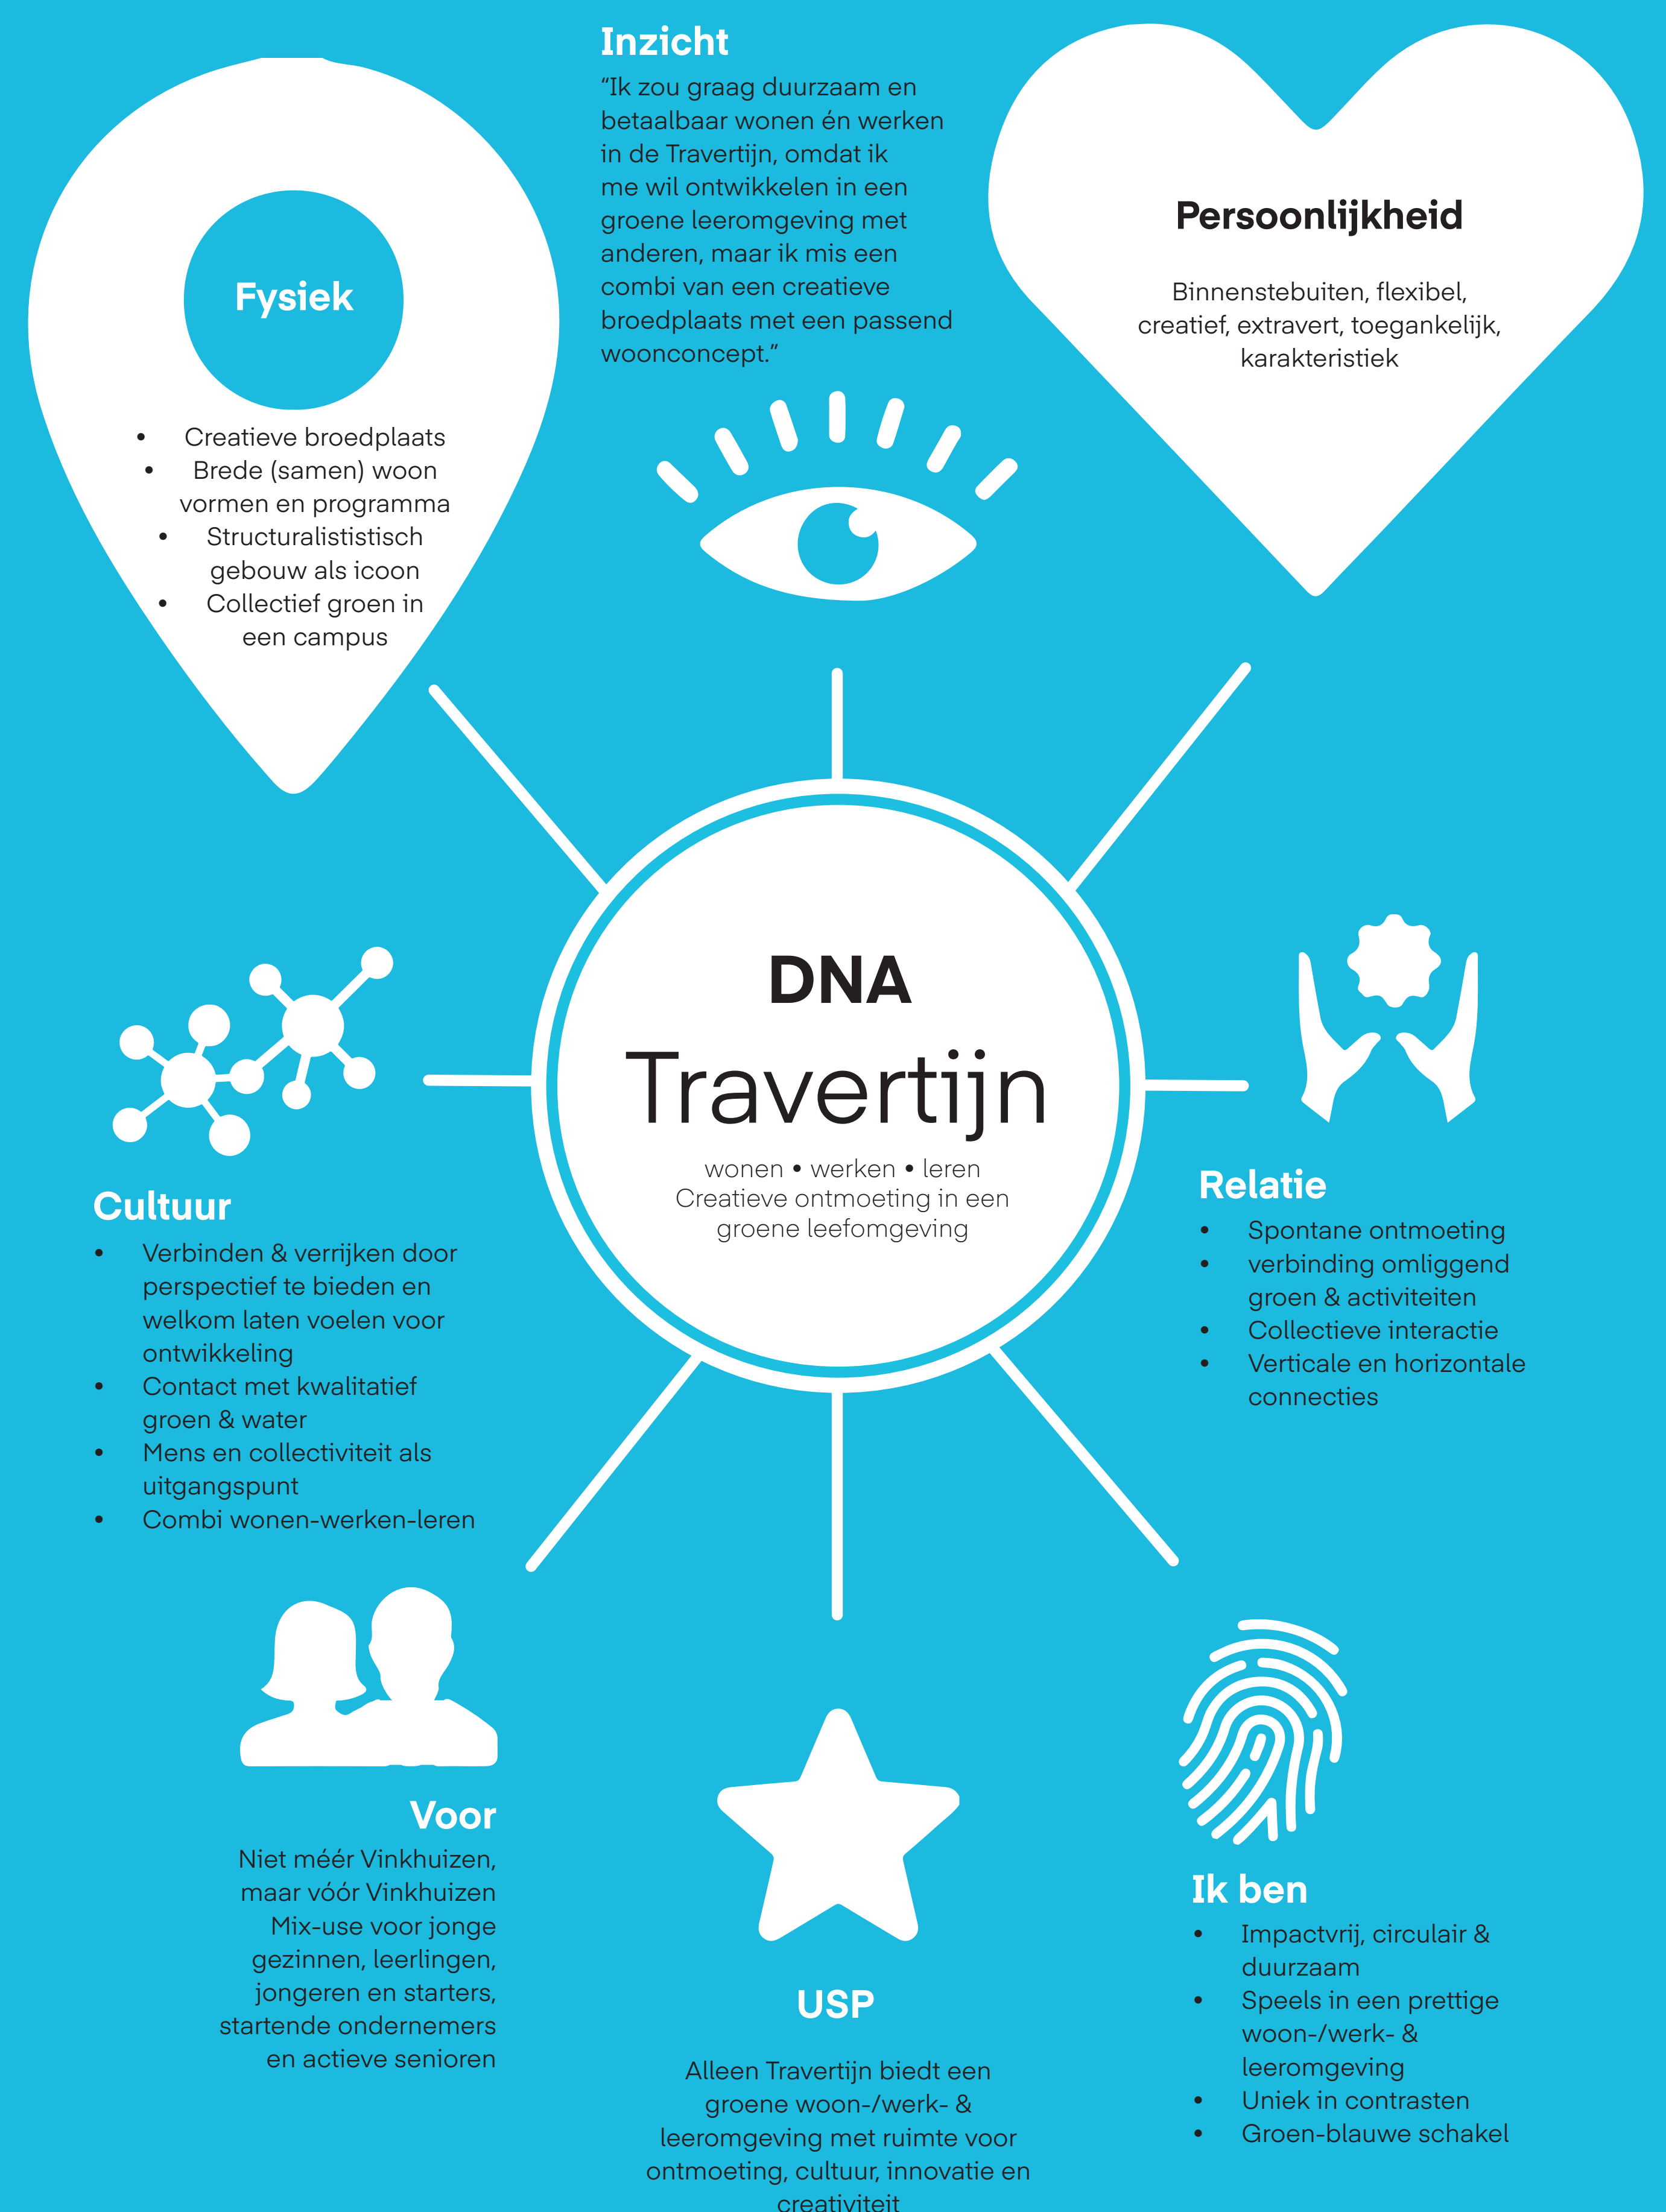 Inzicht
“Ik zou graag duurzaam en
betaalbaar wonen én werken
in de Travertijn, omdat ik
me wil ontwikkelen in een
groene leeromgeving met
anderen, maar ik mis een
combi van een creatieve
broedplaats met een passend
woonconcept.”
Persoonlijkheid
Binnenstebuiten, flexibel,
creatief, extravert, toegankelijk,
karakteristiek
Fysiek
• Creatieve broedplaats
• Brede (samen) woon
vormen en programma
• Structuralististisch
gebouw als icoon
• Collectief groen in
een campus
DNA
Travertijn
wonen • werken • leren
Creatieve ontmoeting in een
groene leefomgeving
Cultuur
• Verbinden & verrijken door
perspectief te bieden en
welkom laten voelen voor
ontwikkeling
• Contact met kwalitatief
groen & water
• Mens en collectiviteit als
uitgangspunt
• Combi wonen-werken-leren
Relatie
• Spontane ontmoeting
• verbinding omliggend
groen & activiteiten
• Collectieve interactie
• Verticale en horizontale
connecties
Voor
Niet méér Vinkhuizen,
maar vóór Vinkhuizen
Mix-use voor jonge
gezinnen, leerlingen,
jongeren en starters,
startende ondernemers
en actieve senioren
USP
Alleen Travertijn biedt een
groene woon-/werk- &
leeromgeving met ruimte voor
ontmoeting, cultuur, innovatie en
creativiteit
Ik ben
• Impactvrij, circulair &
duurzaam
• Speels in een prettige
woon-/werk- &
leeromgeving
• Uniek in contrasten
• Groen-blauwe schakel